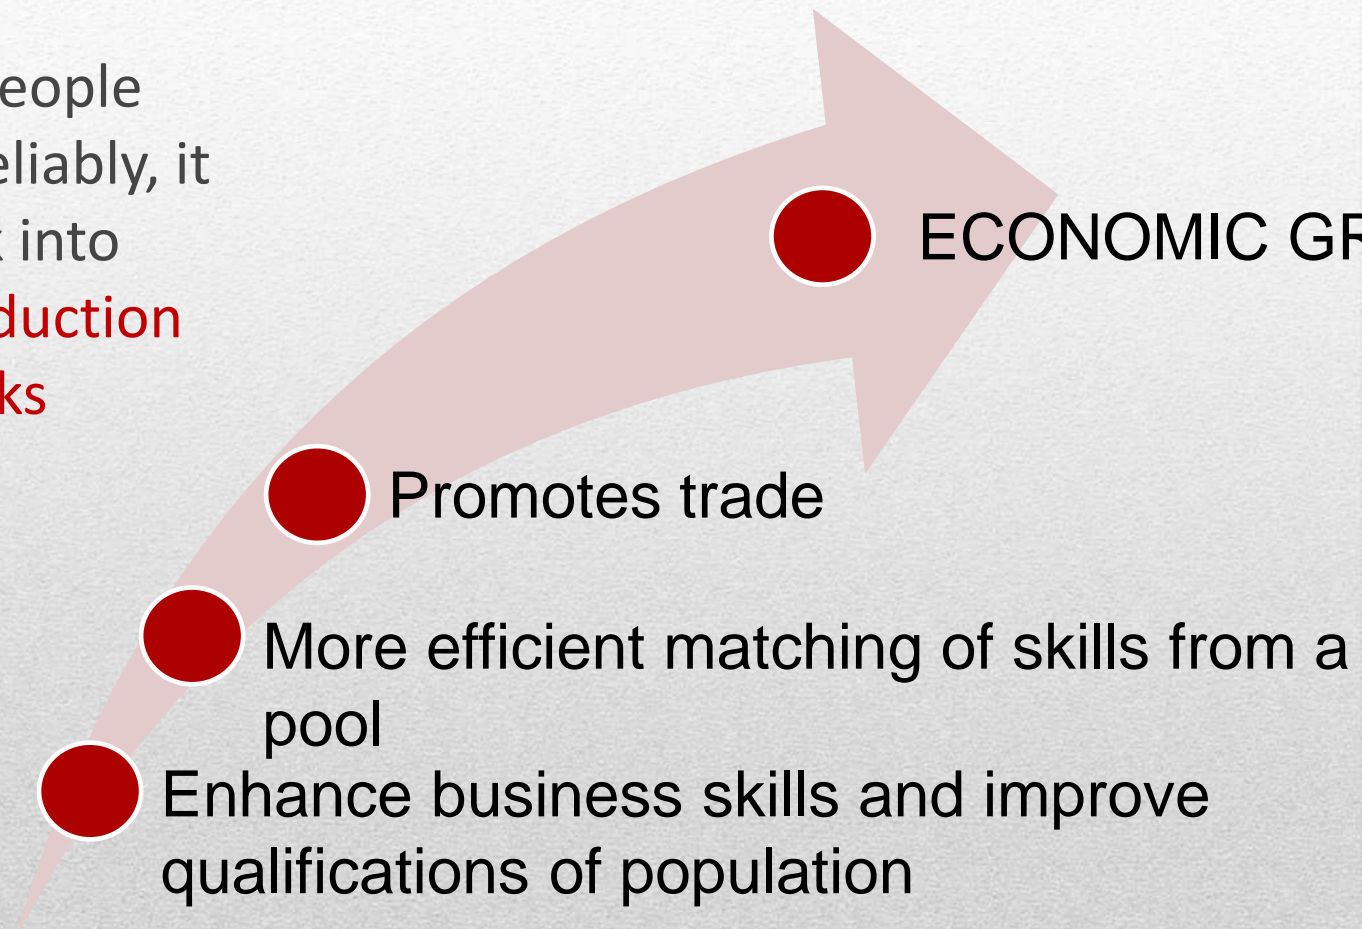 eople
eliably, it
into
duction
ks
ECONOMIC GR
Promotes trade
More efficient matching of skills from a
pool
Enhance business skills and improve
qualifications of population